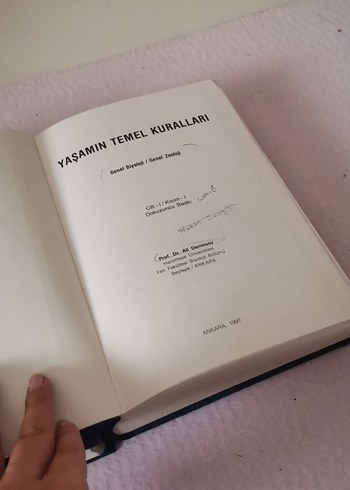 YAŞAMIN TEMEL KURALLARI
Genel Biyoloji / Genel Zooloji
Cilt - I / Kısım - I
Dokuzuncu Baskı
Prof. Dr. Ali Demirsoy
Hacettepe Üniversitesi
Fen Fakültesi Biyoloji Bölümü
Beytepe / ANKARA
ANKARA, 1997